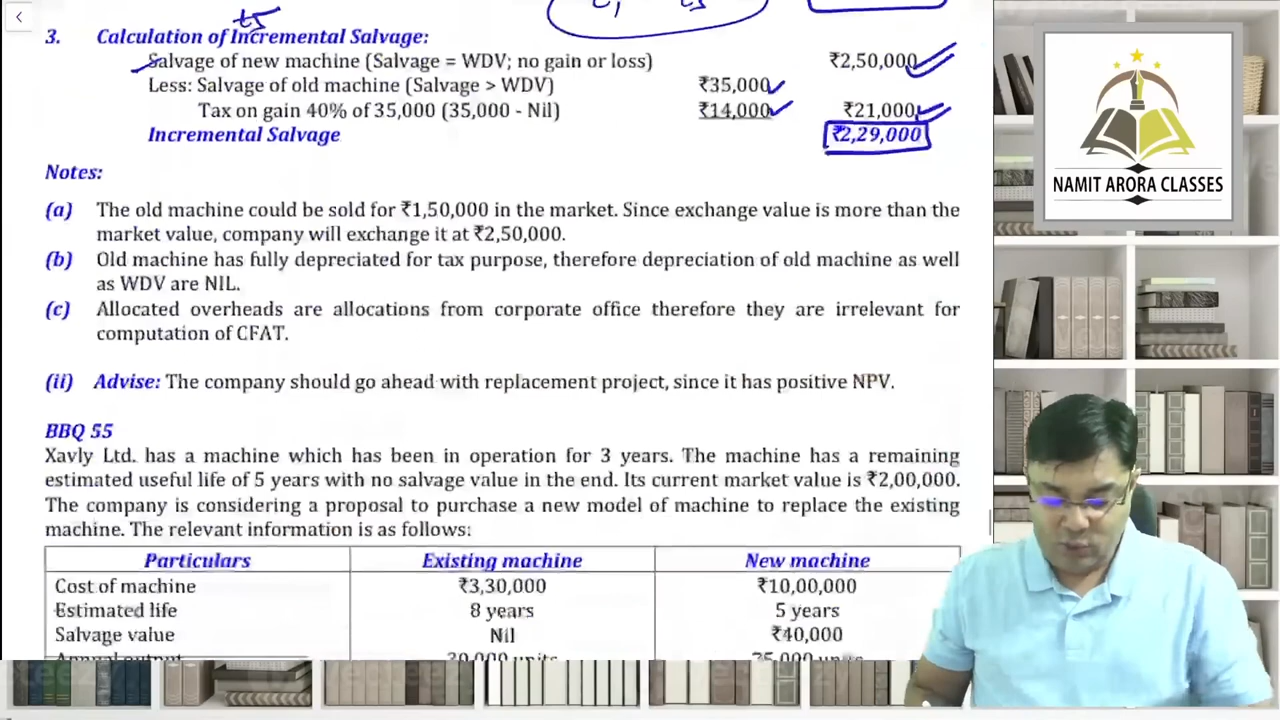 3. Calculation of Incremental Salvage:
Salvage of new machine (Salvage = WDV; no gain or loss) ₹2,50,000
Less: Salvage of old machine (Salvage > WDV) ₹35,000
Tax on gain 40% of 35,000 (35,000 - Nil) ₹14,000 ₹21,000
Incremental Salvage ₹2,29,000
Notes:
(a) The old machine could be sold for ₹1,50,000 in the market. Since exchange value is more than the
market value, company will exchange it at ₹2,50,000.
(b) Old machine has fully depreciated for tax purpose, therefore depreciation of old machine as well
as WDV are NIL.
(c) Allocated overheads are allocations from corporate office therefore they are irrelevant for
computation of CFAT.
(ii) Advise: The company should go ahead with replacement project, since it has positive NPV.
BBQ 55
Xavly Ltd. has a machine which has been in operation for 3 years. The machine has a remaining
estimated useful life of 5 years with no salvage value in the end. Its current market value is ₹2,00,000.
The company is considering a proposal to purchase a new model of machine to replace the existing
machine. The relevant information is as follows:
Particulars Existing machine New machine
Cost of machine ₹3,30,000 ₹10,00,000
Estimated life 8 years 5 years
Salvage value Nil ₹40,000
Annual output 30,000 units 75,000 units
NAMIT ARORA CLASSES